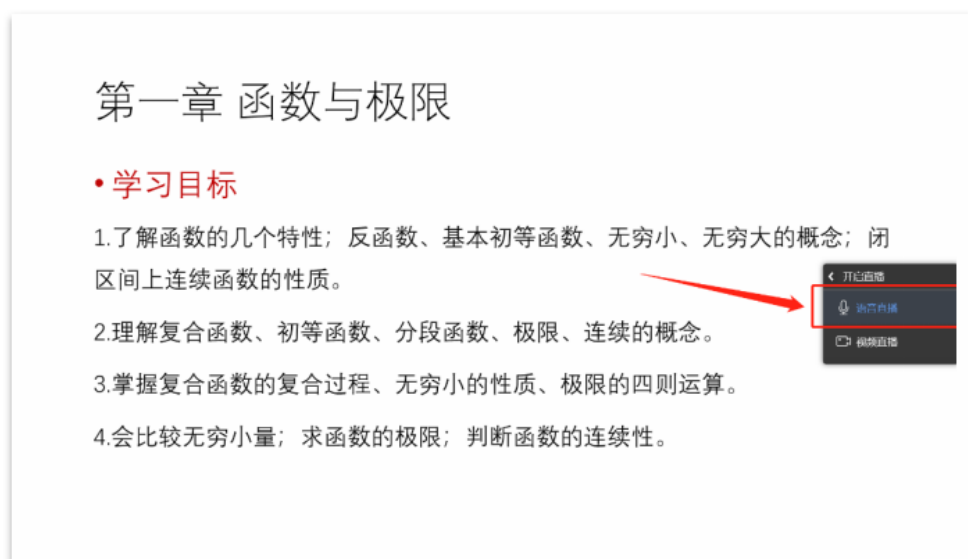 第一章 函数与极限
•学习目标
1.了解函数的几个特性；反函数、基本初等函数、无穷小、无穷大的概念；闭
区间上连续函数的性质。
2.理解复合函数、初等函数、分段函数、极限、连续的概念。
3.掌握复合函数的复合过程、无穷小的性质、极限的四则运算。
4.会比较无穷小量；求函数的极限；判断函数的连续性。
开启直播
语音直播
视频直播